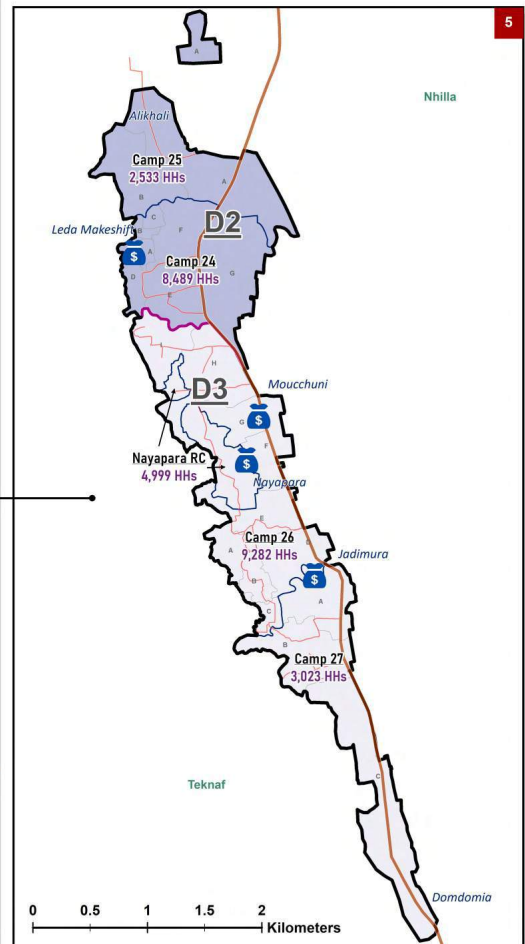 5
A
Nhilla
Alikhali
Camp 25
2,533 HHs
A
B
C
D2
Leda Makeshift
B
F
A
Camp 24
8,489 HHs
D
G
E
I
H
D3
Moucchuni
G
Nayapara RC
4,999 HHs
F
Nayapara
E
Camp 26
9,282 HHs
D
A
Jadimura
B
A
C
B
Camp 27
3,023 HHs
C
Teknaf
Domdomia
0 0.5 1 1.5 2
Kilometers
$
$
$
$